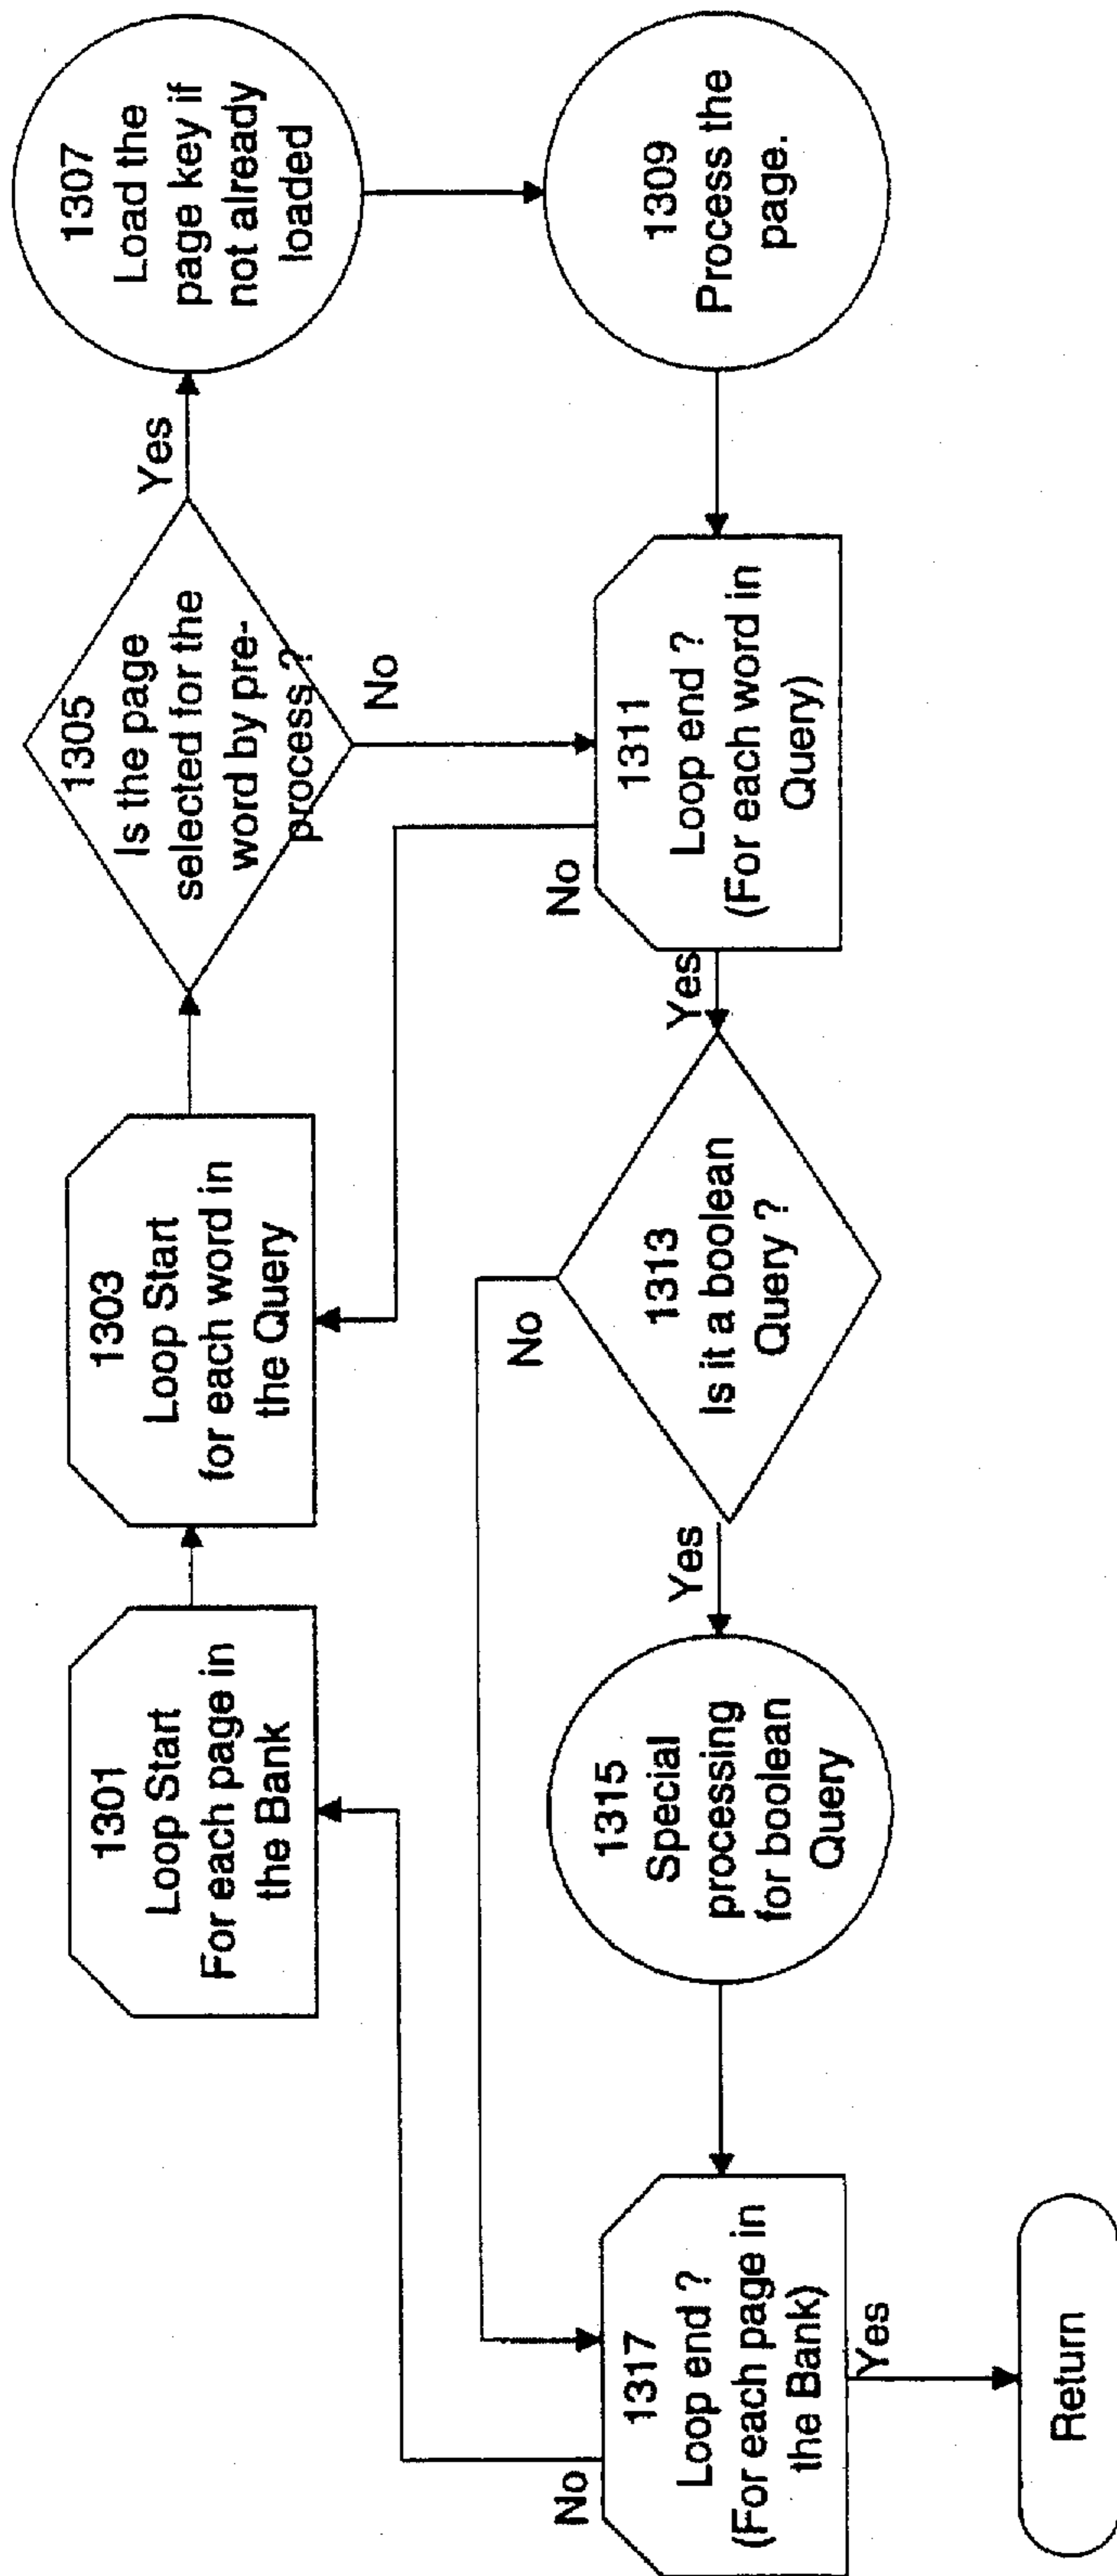 1301
Loop Start
For each page in
the Bank
1303
Loop Start
for each word in
the Query
1305
Is the page
selected for the
word by pre-
process ?
Yes
No
1307
Load the
page key if
not already
loaded
1309
Process the
page.
1311
Loop end ?
(For each word in
Query)
No
Yes
1313
Is it a boolean
Query ?
No
Yes
1315
Special
processing
for boolean
Query
1317
Loop end ?
(For each page in
the Bank)
No
Yes
Return